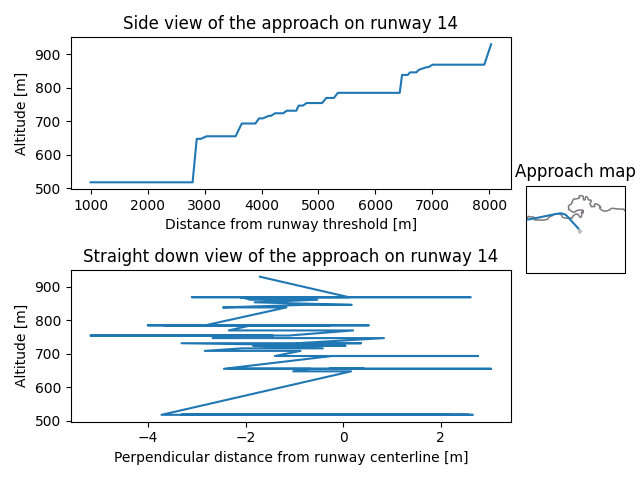 Side view of the approach on runway 14
900
800
700
600
500
Altitude [m]
1000 2000 3000 4000 5000 6000 7000 8000
Distance from runway threshold [m]
Approach map
Straight down view of the approach on runway 14
900
800
700
600
500
Altitude [m]
−4 −2 0 2
Perpendicular distance from runway centerline [m]